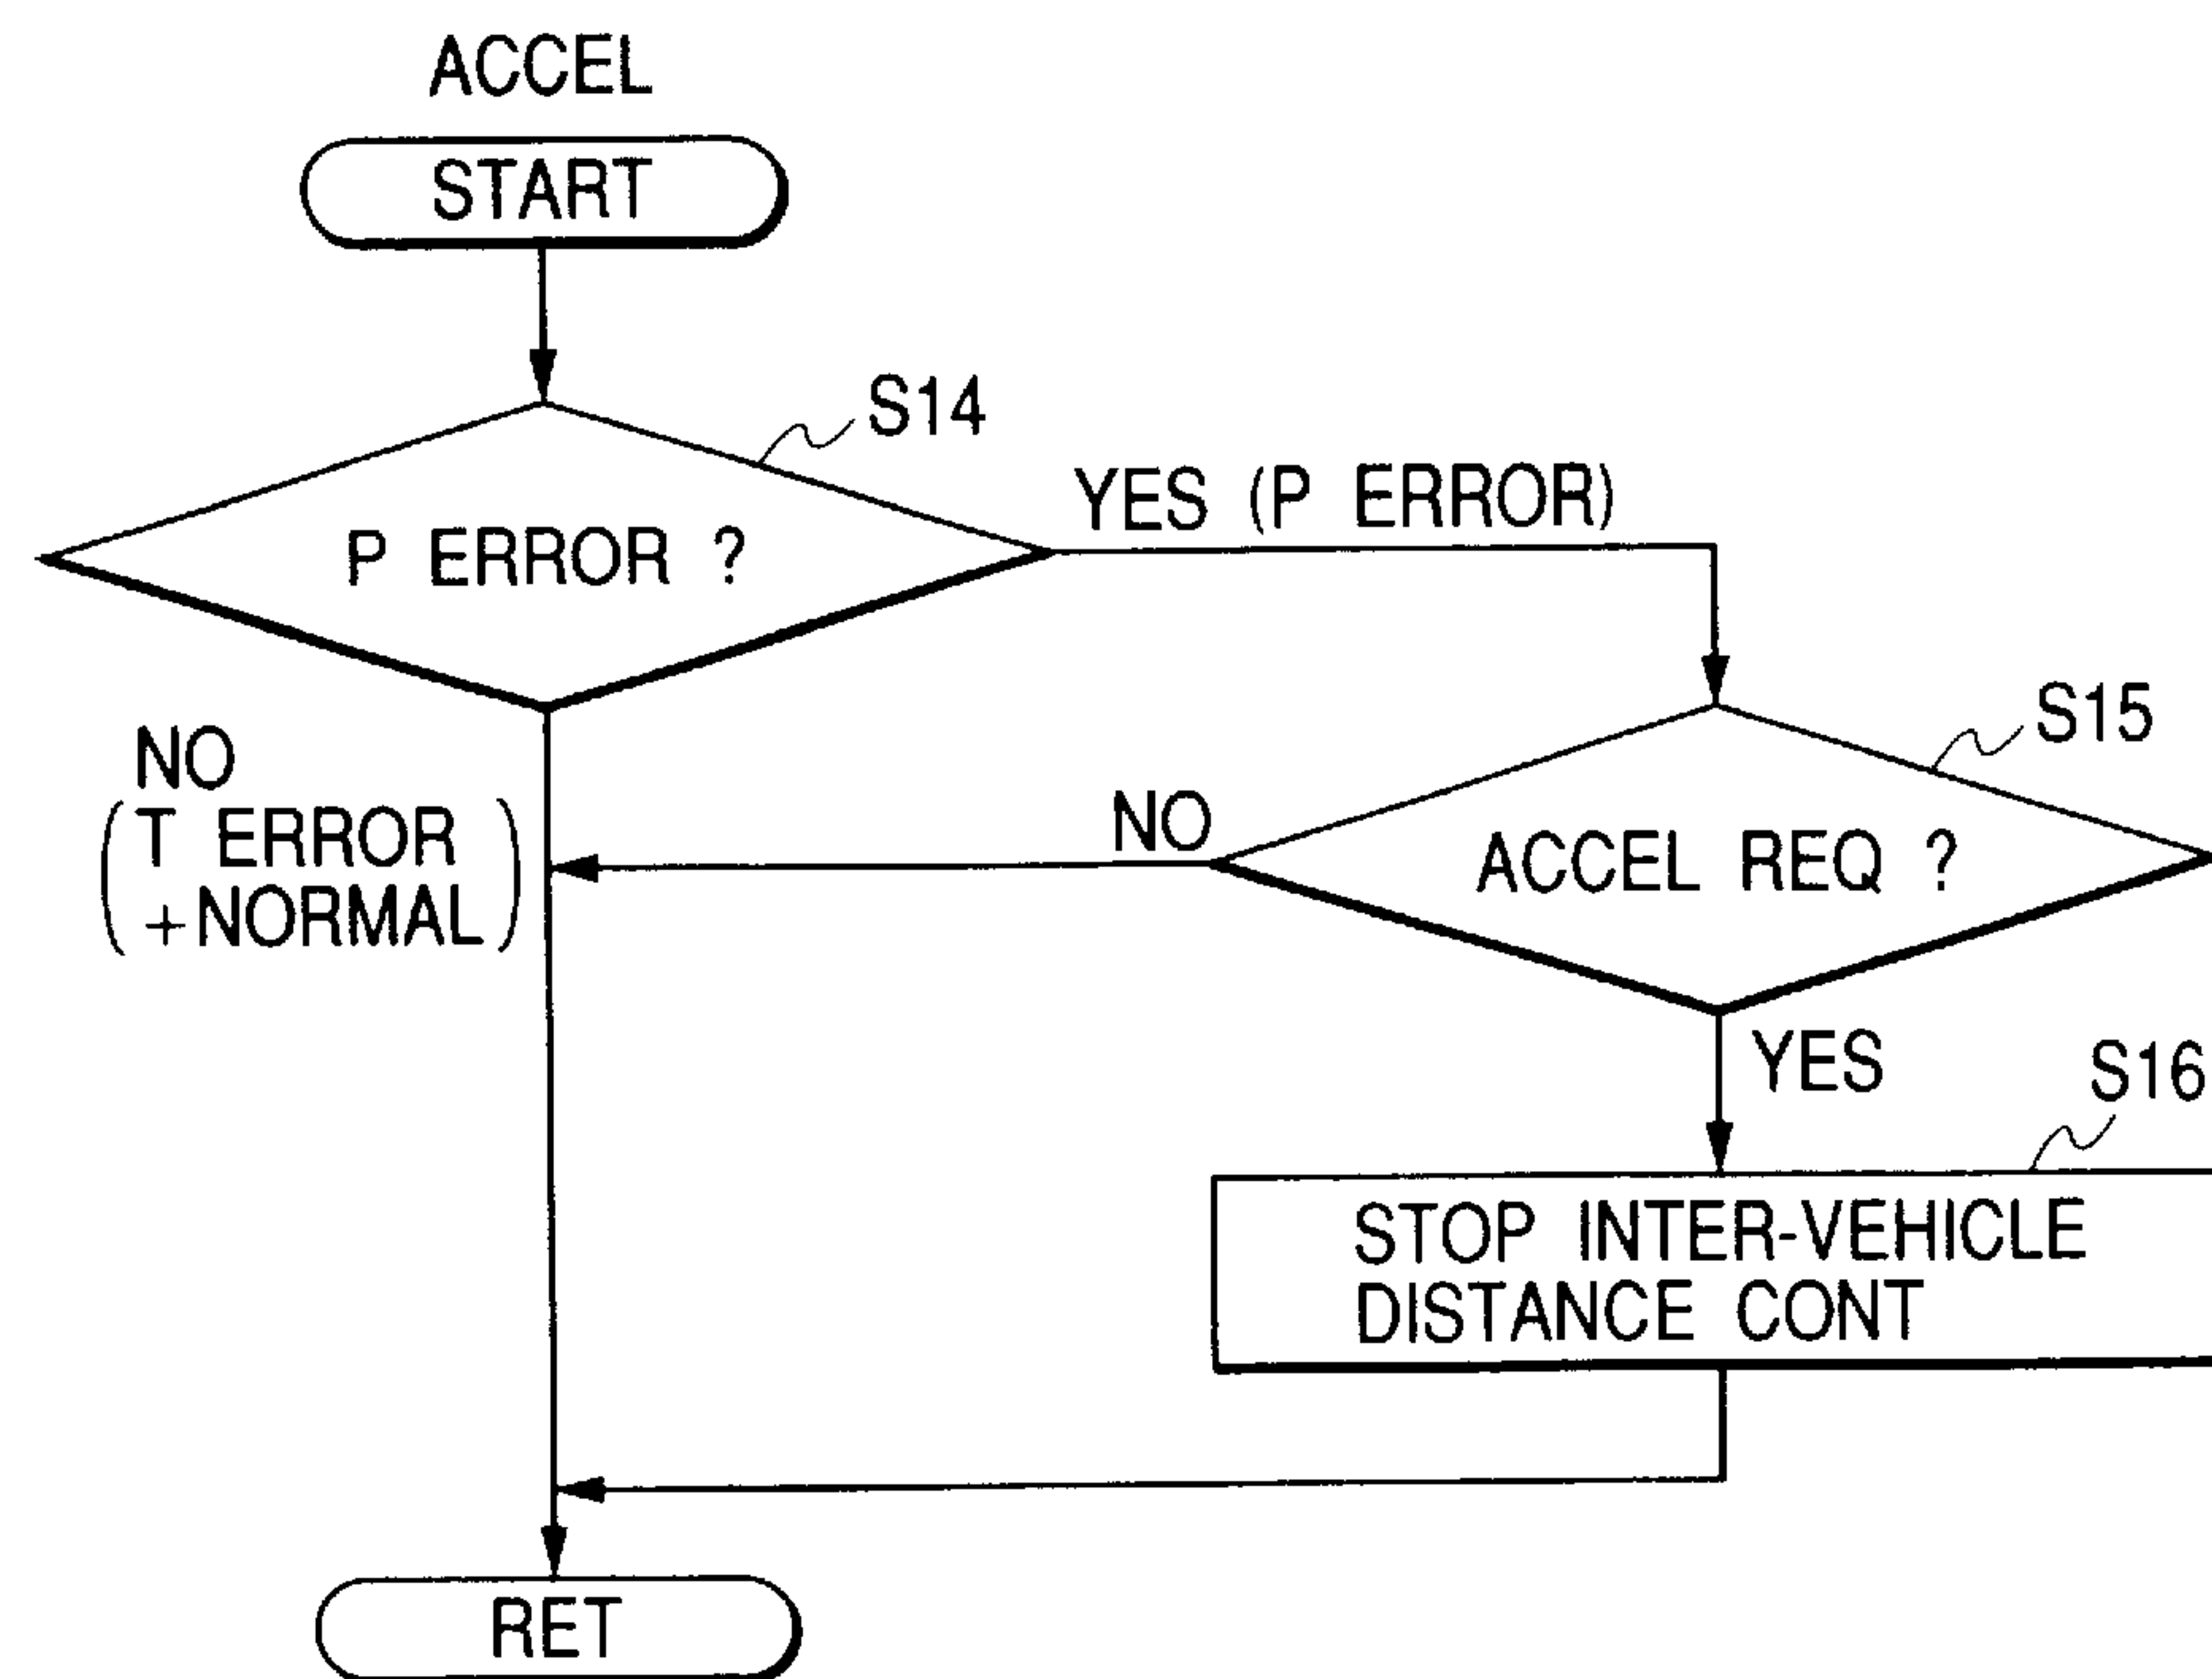 ACCEL
START
S14
YES (P ERROR)
P ERROR ?
S15
NO
(T ERROR
+NORMAL)
NO
ACCEL REQ ?
YES
S16
STOP INTER-VEHICLE
DISTANCE CONT
RET